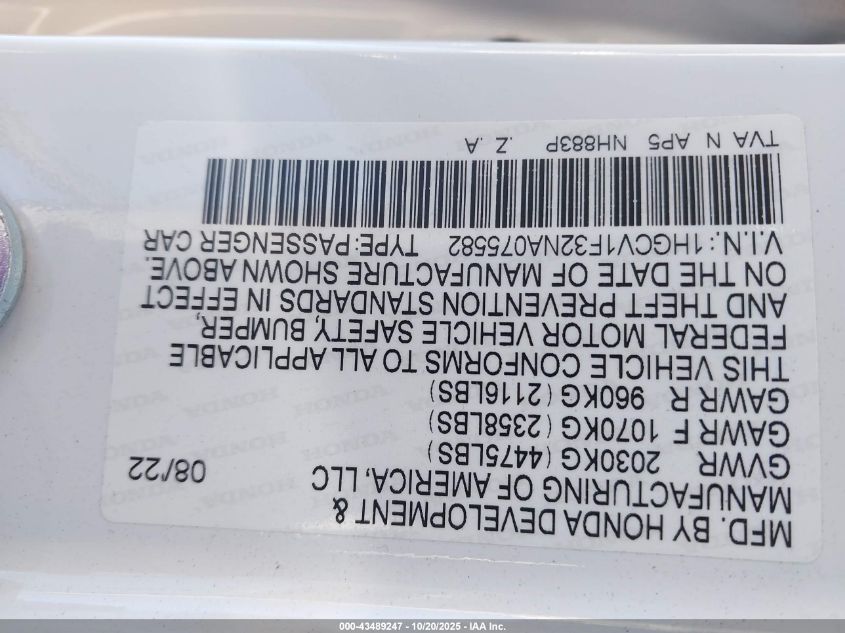 MFD. BY HONDA DEVELOPMENT &
MANUFACTURING OF AMERICA, LLC
GVWR 2030KG (4475LBS) 08/22
GAWR F 1070KG (2358LBS)
GAWR R 960KG (2116LBS)
THIS VEHICLE CONFORMS TO ALL APPLICABLE
FEDERAL MOTOR VEHICLE SAFETY, BUMPER,
AND THEFT PREVENTION STANDARDS IN EFFECT
ON THE DATE OF MANUFACTURE SHOWN ABOVE.
V.I.N.: 1HGCV1F32NA075582 TYPE:PASSENGER CAR
TVA N AP5 NH883P .Z .A
000-43489247 - 10/20/2025 - IAA Inc.